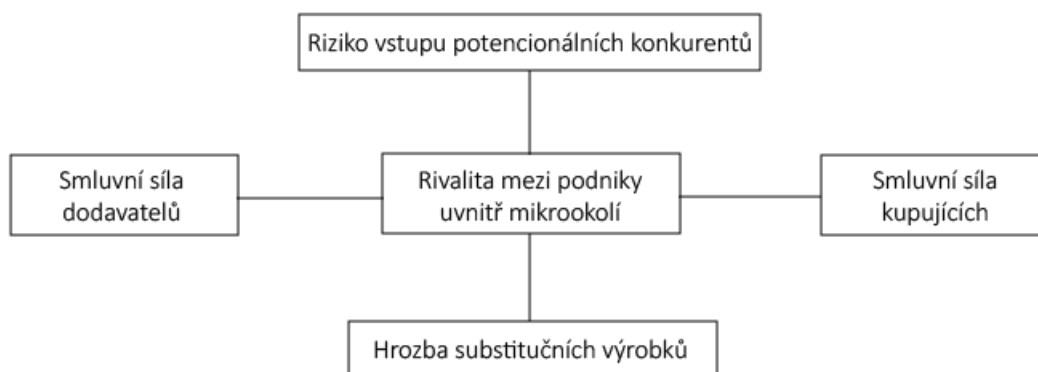 Riziko vstupu potencionálních konkurentů
Smluvní síla
dodavatelů
Rivalita mezi podniky
uvnitř mikrookolí
Smluvní síla
kupujících
Hrozba substitučních výrobků